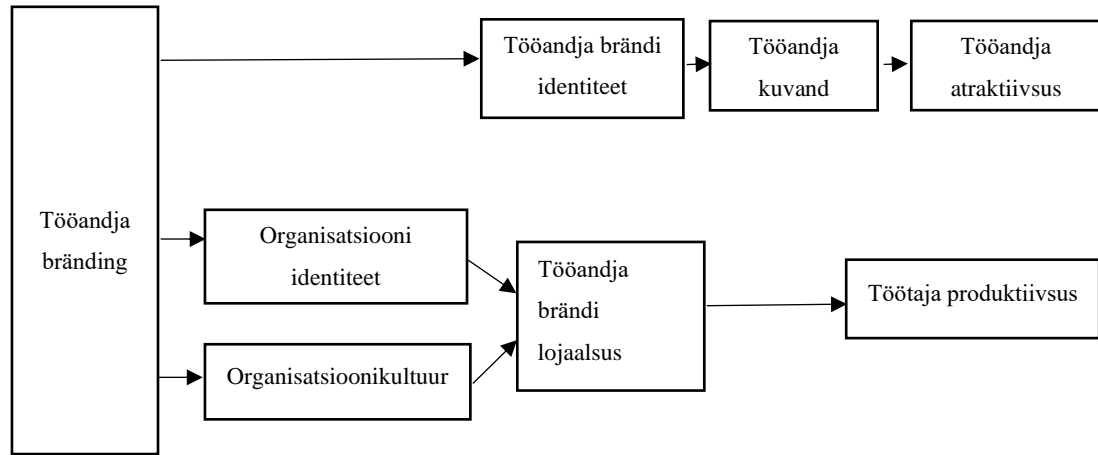 Tööandja brändi
identiteet
Tööandja
kuvand
Tööandja
atraktiivsus
Tööandja
bränding
Organisatsiooni
identiteet
Organisatsioonikultuur
Tööandja
brändi
lojaalsus
Töötaja produktiivsus